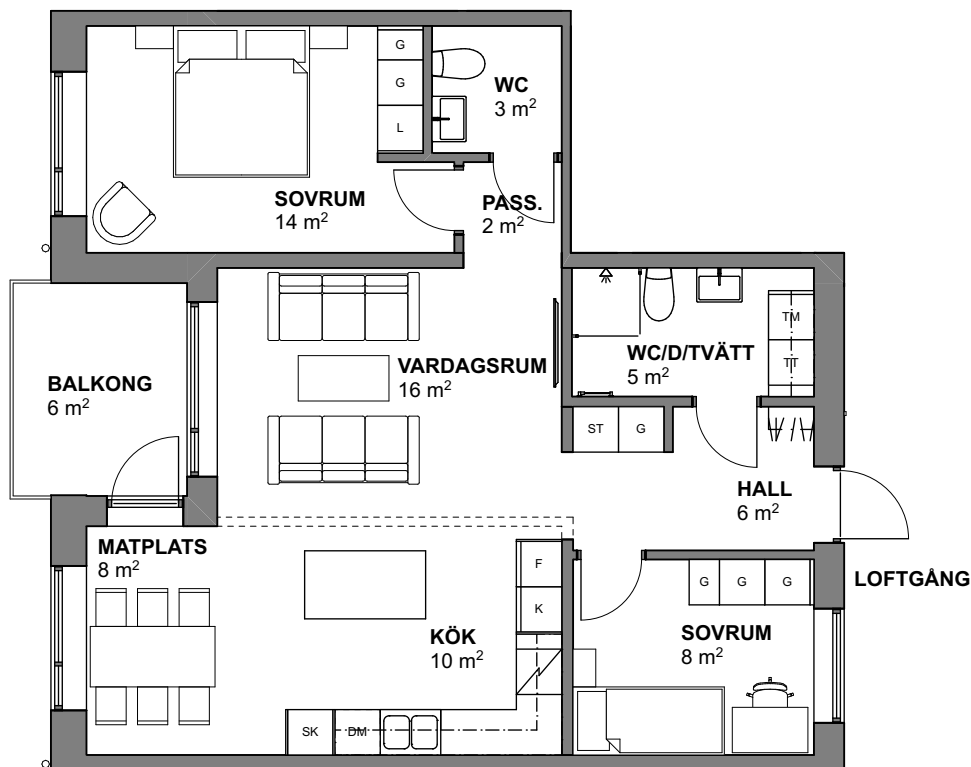 G
G
L
WC
3 m²
SOVRUM
14 m²
PASS.
2 m²
BALKONG
6 m²
VARDAGSRUM
16 m²
WC/D/TVÄTT
5 m²
TM
TT
ST
G
HALL
6 m²
LOFTGÅNG
MATPLATS
8 m²
F
K
KÖK
10 m²
SK
DM
G
G
G
SOVRUM
8 m²